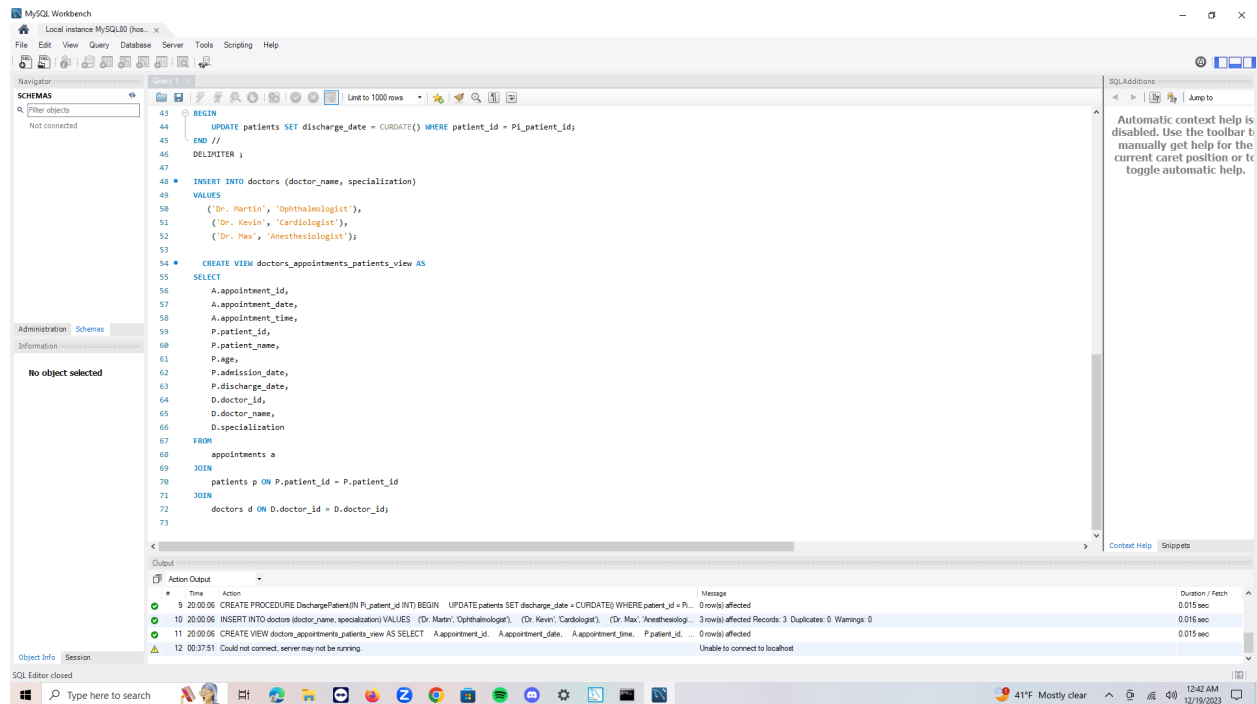 MySQL Workbench
Local instance MySQL80 (hos... x
File Edit View Query Database Server Tools Scripting Help
Navigator
SCHEMAS
Filter objects
Not connected
Administration Schemas
Information
No object selected
Object Info Session
Query 1
Limit to 1000 rows
43 BEGIN
44 UPDATE patients SET discharge_date = CURDATE() WHERE patient_id = Pi_patient_id;
45 END //
46 DELIMITER ;
47
48 INSERT INTO doctors (doctor_name, specialization)
49 VALUES
50 ('Dr. Martin', 'Ophthalmologist'),
51 ('Dr. Kevin', 'Cardiologist'),
52 ('Dr. Max', 'Anesthesiologist');
53
54 CREATE VIEW doctors_appointments_patients_view AS
55 SELECT
56 A.appointment_id,
57 A.appointment_date,
58 A.appointment_time,
59 P.patient_id,
60 P.patient_name,
61 P.age,
62 P.admission_date,
63 P.discharge_date,
64 D.doctor_id,
65 D.doctor_name,
66 D.specialization
67 FROM
68 appointments a
69 JOIN
70 patients p ON P.patient_id = P.patient_id
71 JOIN
72 doctors d ON D.doctor_id = D.doctor_id;
73
SQLAdditions
Jump to
Automatic context help is
disabled. Use the toolbar t
manually get help for the
current caret position or to
toggle automatic help.
Context Help Snippets
Output
Action Output
# Time Action Message Duration / Fetch
9 20:00:06 CREATE PROCEDURE DischargePatient(IN Pi_patient_id INT) BEGIN UPDATE patients SET discharge_date = CURDATE() WHERE patient_id = Pi... 0 row(s) affected 0.015 sec
10 20:00:06 INSERT INTO doctors (doctor_name, specialization) VALUES ('Dr. Martin', 'Ophthalmologist'), ('Dr. Kevin', 'Cardiologist'), ('Dr. Max', 'Anesthesiologi... 3 row(s) affected Records: 3 Duplicates: 0 Warnings: 0 0.016 sec
11 20:00:06 CREATE VIEW doctors_appointments_patients_view AS SELECT A.appointment_id, A.appointment_date, A.appointment_time, P.patient_id, ... 0 row(s) affected 0.015 sec
12 00:37:51 Could not connect, server may not be running. Unable to connect to localhost
SQL Editor closed
Type here to search
41°F Mostly clear
12:42 AM
12/19/2023